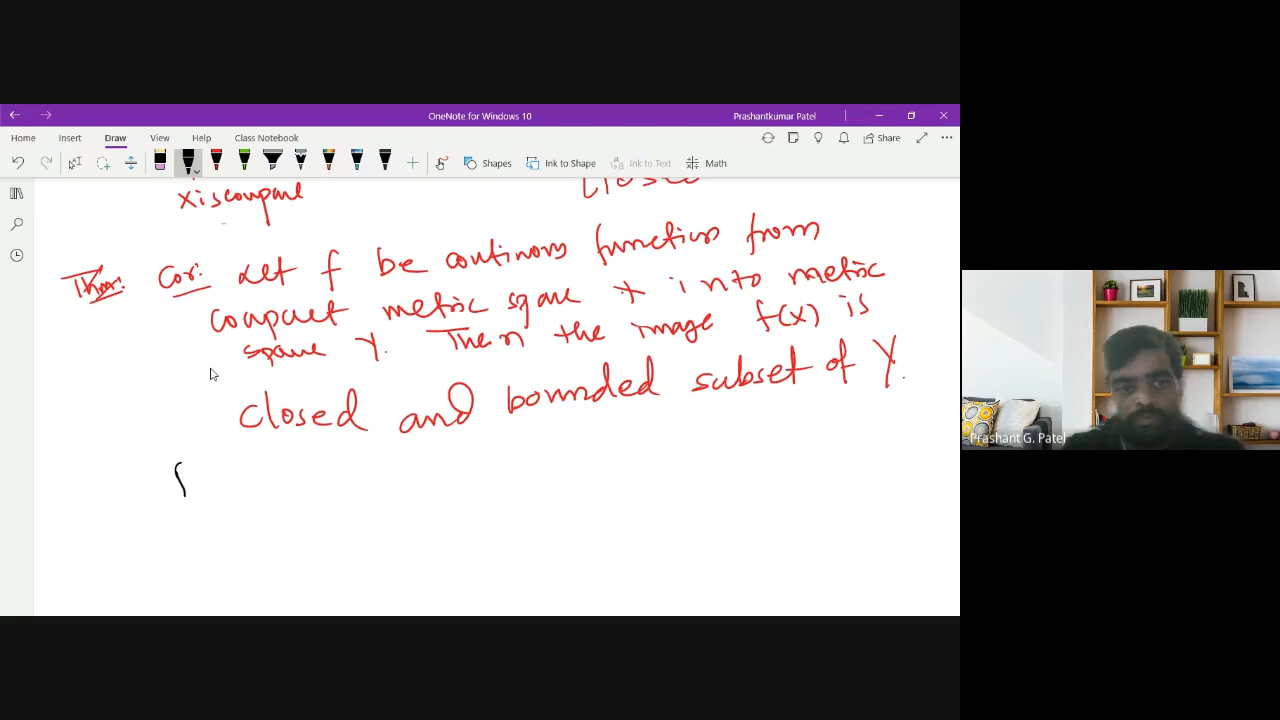 OneNote for Windows 10
Prashantkumar Patel
Home Insert Draw View Help Class Notebook
Share
Shapes Ink to Shape Ink to Text Math
x is compact
closed
Thm: Cor: Let f be continous function from
compact metric space X into metric
space Y. Then the image f(X) is
closed and bounded subset of Y.
Prashant G. Patel